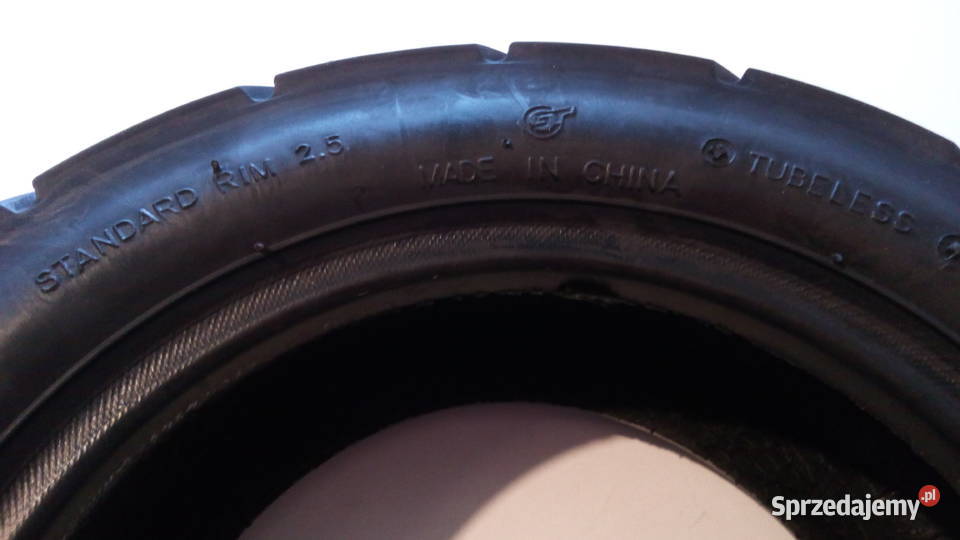 STANDARD RIM 2.5
MADE IN CHINA
TUBELESS
Sprzedajemy.pl